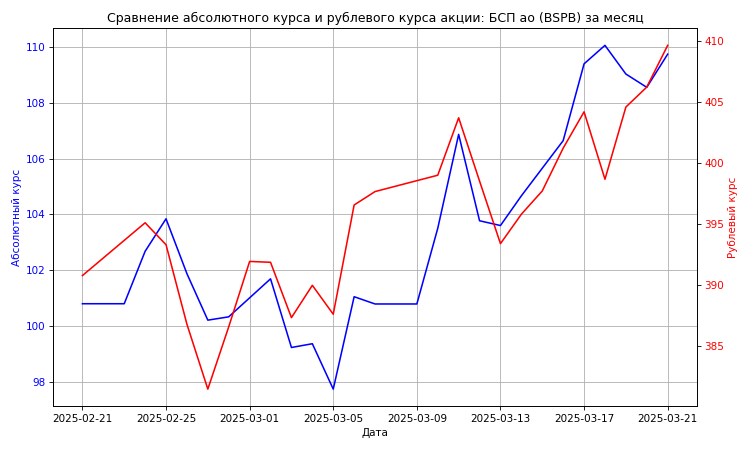 Сравнение абсолютного курса и рублевого курса акции: БСП ао (BSPB) за месяц
Абсолютный курс
110
108
106
104
102
100
98
410
405
400
395
390
385
Рублевый курс
2025-02-21 2025-02-25 2025-03-01 2025-03-05 2025-03-09 2025-03-13 2025-03-17 2025-03-21
Дата